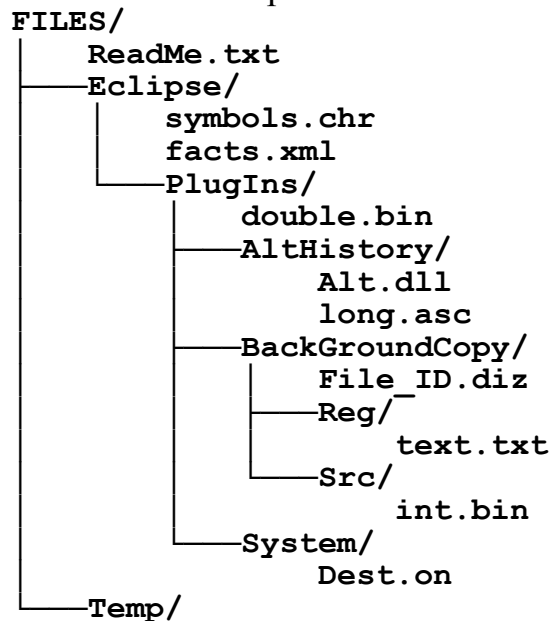 FILES/
ReadMe.txt
Eclipse/
symbols.chr
facts.xml
PlugIns/
double.bin
AltHistory/
Alt.dll
long.asc
BackGroundCopy/
File_ID.diz
Reg/
text.txt
Src/
int.bin
System/
Dest.on
Temp/